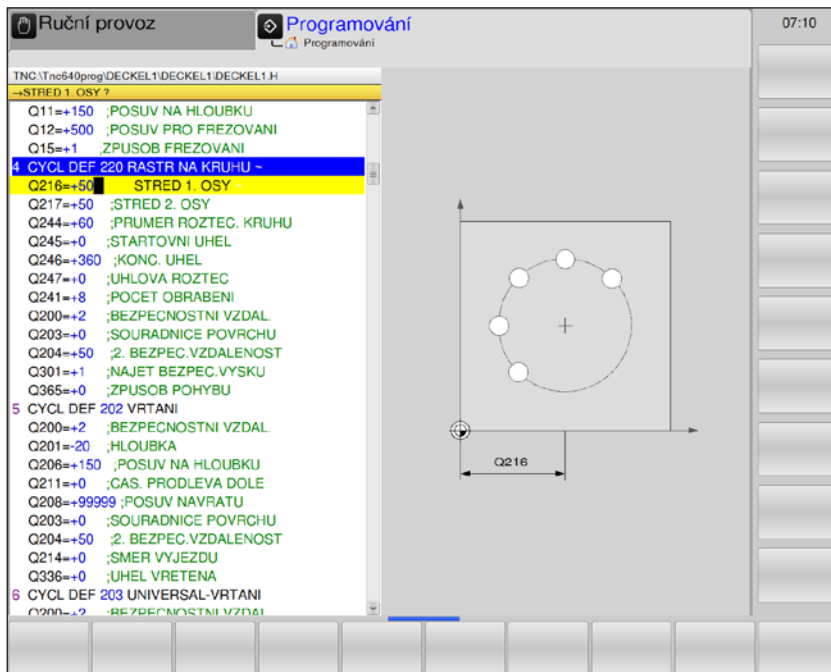 Ruční provoz
Programování
Programování
07:10
TNC:\Tnc640prog\DECKEL1\DECKEL1\DECKEL1.H
→STRED 1. OSY ?
Q11=+150 ;POSUV NA HLOUBKU
Q12=+500 ;POSUV PRO FREZOVANI
Q15=+1 ;ZPUSOB FREZOVANI
4 CYCL DEF 220 RASTR NA KRUHU ~
Q216=+50 STRED 1. OSY ~
Q217=+50 ;STRED 2. OSY
Q244=+60 ;PRUMER ROZTEC. KRUHU
Q245=+0 ;STARTOVNI UHEL
Q246=+360 ;KONC. UHEL
Q247=+0 ;UHLOVA ROZTEC
Q241=+8 ;POCET OBRABENI
Q200=+2 ;BEZPECNOSTNI VZDAL.
Q203=+0 ;SOURADNICE POVRCHU
Q204=+50 ;2. BEZPEC.VZDALENOST
Q301=+1 ;NAJET BEZPEC.VYSKU
Q365=+0 ;ZPUSOB POHYBU
5 CYCL DEF 202 VRTANI
Q200=+2 ;BEZPECNOSTNI VZDAL.
Q201=-20 ;HLOUBKA
Q206=+150 ;POSUV NA HLOUBKU
Q211=+0 ;CAS. PRODLEVA DOLE
Q208=+99999 ;POSUV NAVRATU
Q203=+0 ;SOURADNICE POVRCHU
Q204=+50 ;2. BEZPEC.VZDALENOST
Q214=+0 ;SMER VYJEZDU
Q336=+0 ;UHEL VRETENA
6 CYCL DEF 203 UNIVERSAL-VRTANI
Q200=+2 ;BEZPECNOSTNI VZDAL.
Q216